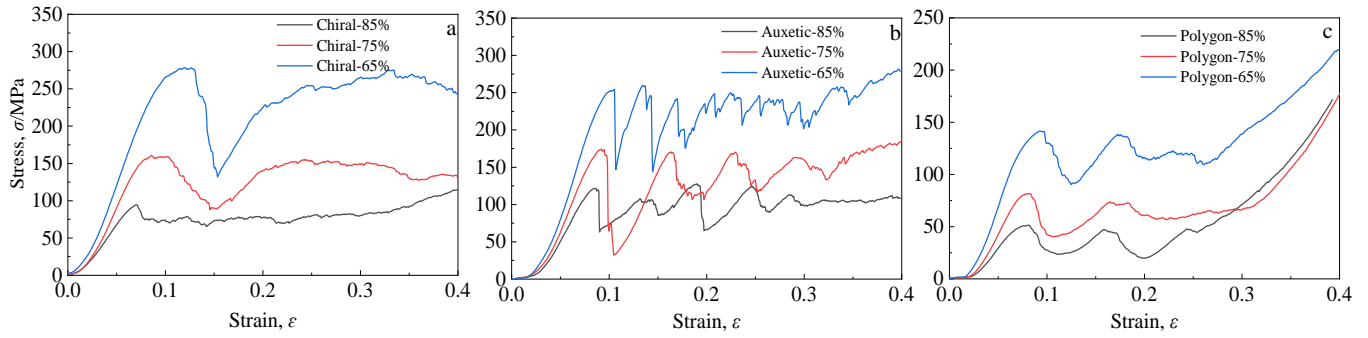 350
300
250
200
150
100
50
0
0.0 0.1 0.2 0.3 0.4
Stress, σ/MPa
Strain, ε
Chiral-85%
Chiral-75%
Chiral-65%
a
350
300
250
200
150
100
50
0
0.0 0.1 0.2 0.3 0.4
Strain, ε
Auxetic-85%
Auxetic-75%
Auxetic-65%
b
250
200
150
100
50
0
0.0 0.1 0.2 0.3 0.4
Strain, ε
Polygon-85%
Polygon-75%
Polygon-65%
c